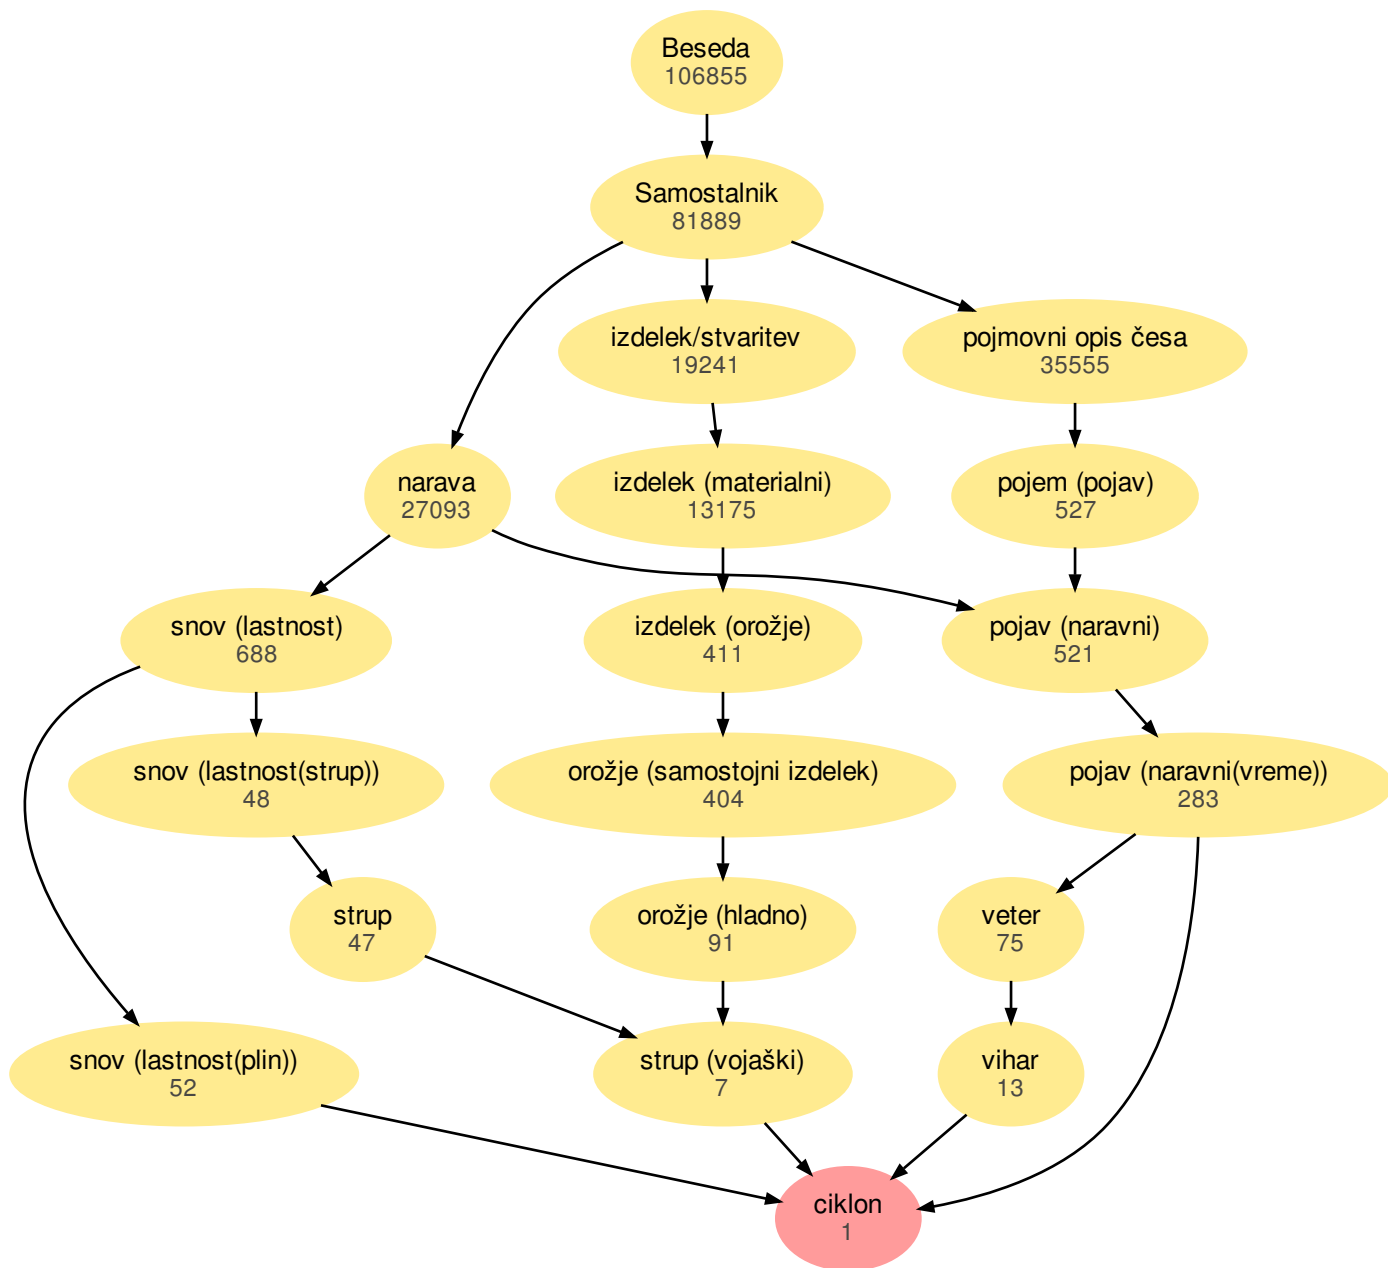 Beseda
106855
Samostalnik
81889
izdelek/stvaritev
19241
pojmovni opis česa
35555
narava
27093
izdelek (materialni)
13175
pojem (pojav)
527
snov (lastnost)
688
izdelek (orožje)
411
pojav (naravni)
521
snov (lastnost(strup))
48
orožje (samostojni izdelek)
404
pojav (naravni(vreme))
283
strup
47
orožje (hladno)
91
veter
75
snov (lastnost(plin))
52
strup (vojaški)
7
vihar
13
ciklon
1